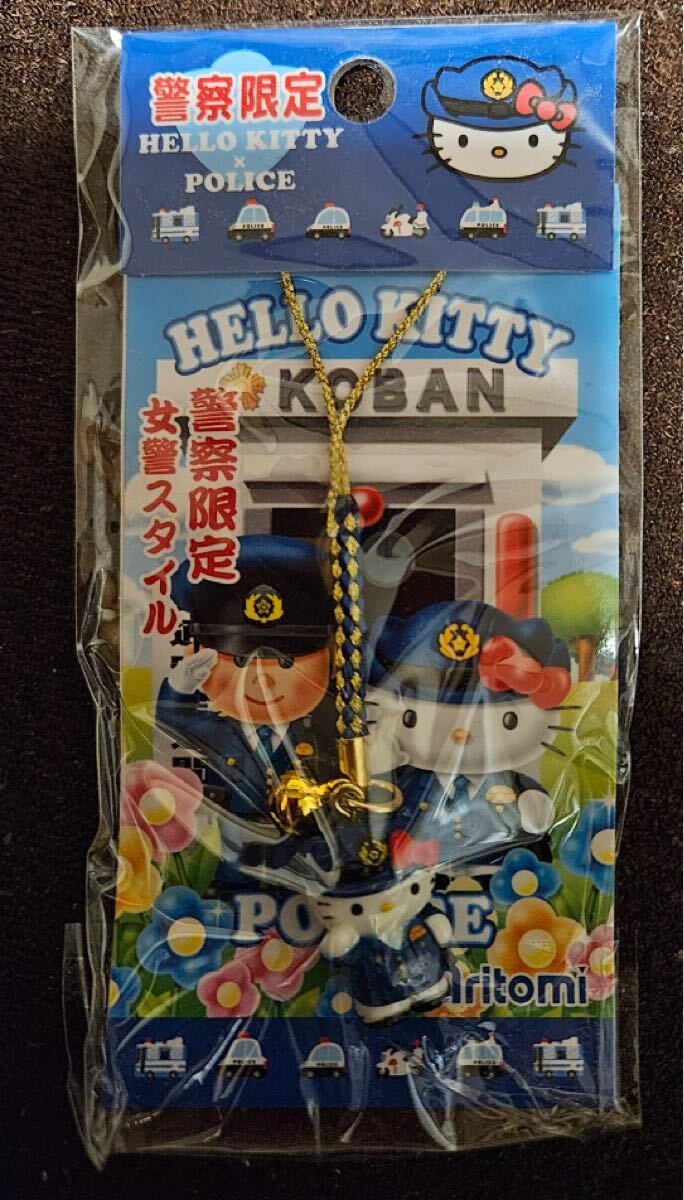 警察限定
HELLO KITTY
×
POLICE
POLICE
POLICE
POLICE
HELLO KITTY
KOBAN
警察限定
女警スタイル
Aritomi
POLICE
POLICE
POLICE